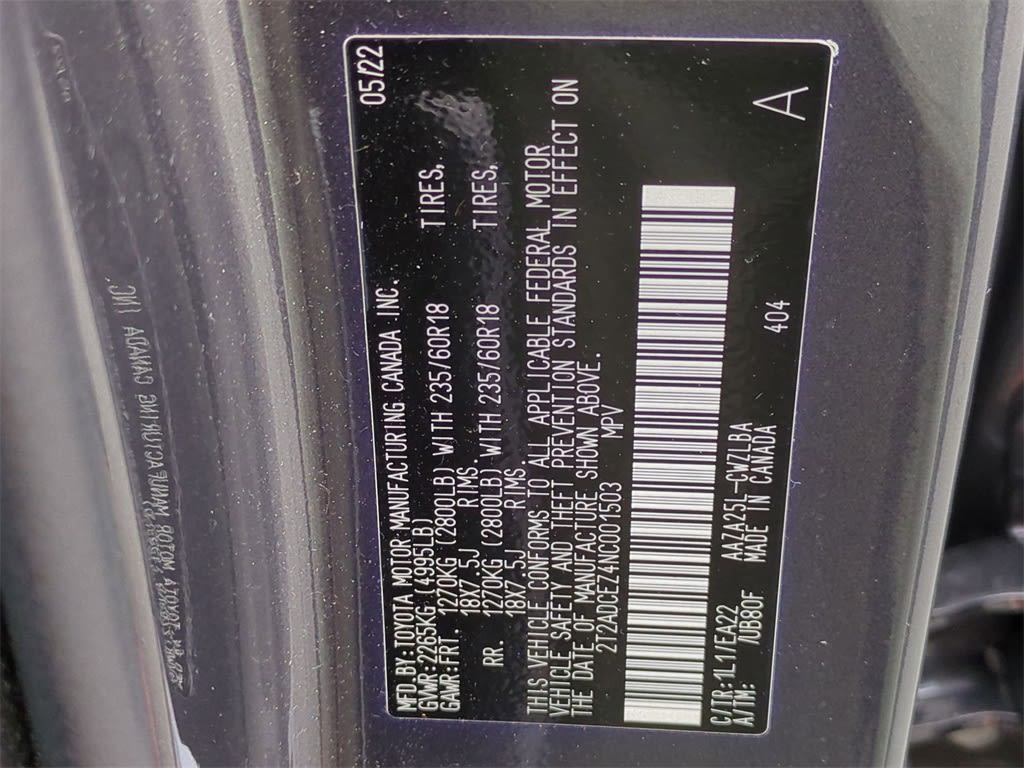 MFD.BY:TOYOTA MOTOR MANUFACTURING CANADA INC. 05/22
GVWR:2265KG (4995LB)
GAWR:FRT. 1270KG (2800LB) WITH 235/60R18 TIRES,
18X7.5J RIMS.
RR. 1270KG (2800LB) WITH 235/60R18 TIRES,
18X7.5J RIMS.
THIS VEHICLE CONFORMS TO ALL APPLICABLE FEDERAL MOTOR
VEHICLE SAFETY AND THEFT PREVENTION STANDARDS IN EFFECT ON
THE DATE OF MANUFACTURE SHOWN ABOVE.
2T2ADCEZ4NC001503 MPV
C/TR:1L1/EA22 AAZA25L-CWZLBA 404
A/TM: /UB80F MADE IN CANADA
A